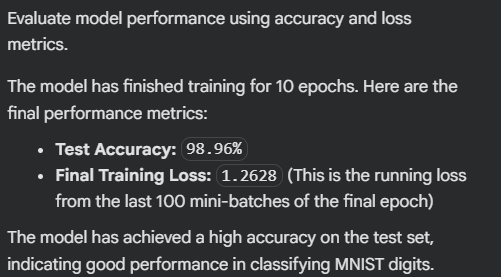 Evaluate model performance using accuracy and loss
metrics.
The model has finished training for 10 epochs. Here are the
final performance metrics:
• Test Accuracy: 98.96%
• Final Training Loss: 1.2628 (This is the running loss
from the last 100 mini-batches of the final epoch)
The model has achieved a high accuracy on the test set,
indicating good performance in classifying MNIST digits.